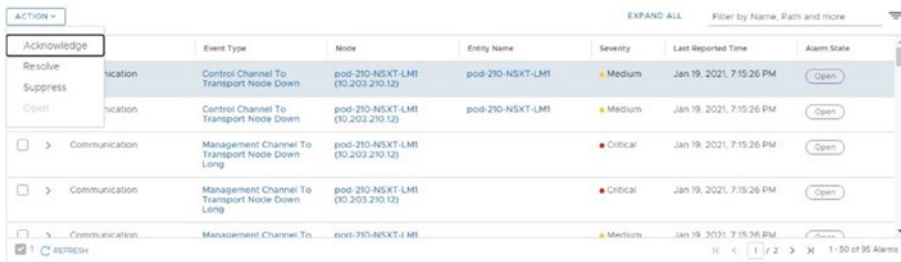 ACTION
EXPAND ALL
Filter by Name, Path and more
Acknowledge
Resolve
Suppress
Open
Event Type
Node
Entity Name
Severity
Last Reported Time
Alarm State
Control Channel To
Transport Node Down
pod-210-NSXT-LM1
(10.203.210.12)
pod-210-NSXT-LM1
Medium
Jan 19, 2021, 7:15:26 PM
Open
Control Channel To
Transport Node Down
pod-210-NSXT-LM1
(10.203.210.12)
pod-210-NSXT-LM1
Medium
Jan 19, 2021, 7:15:26 PM
Open
Communication
Management Channel To
Transport Node Down
Long
pod-210-NSXT-LM1
(10.203.210.12)
Critical
Jan 19, 2021, 7:15:26 PM
Open
Communication
Management Channel To
Transport Node Down
Long
pod-210-NSXT-LM1
(10.203.210.12)
Critical
Jan 19, 2021, 7:15:26 PM
Open
Communication
Management Channel To
pod-210-NSXT-LM1
Medium
Jan 19, 2021, 7:15:26 PM
Open
1
REFRESH
1 / 2
1 - 50 of 95 Alarms